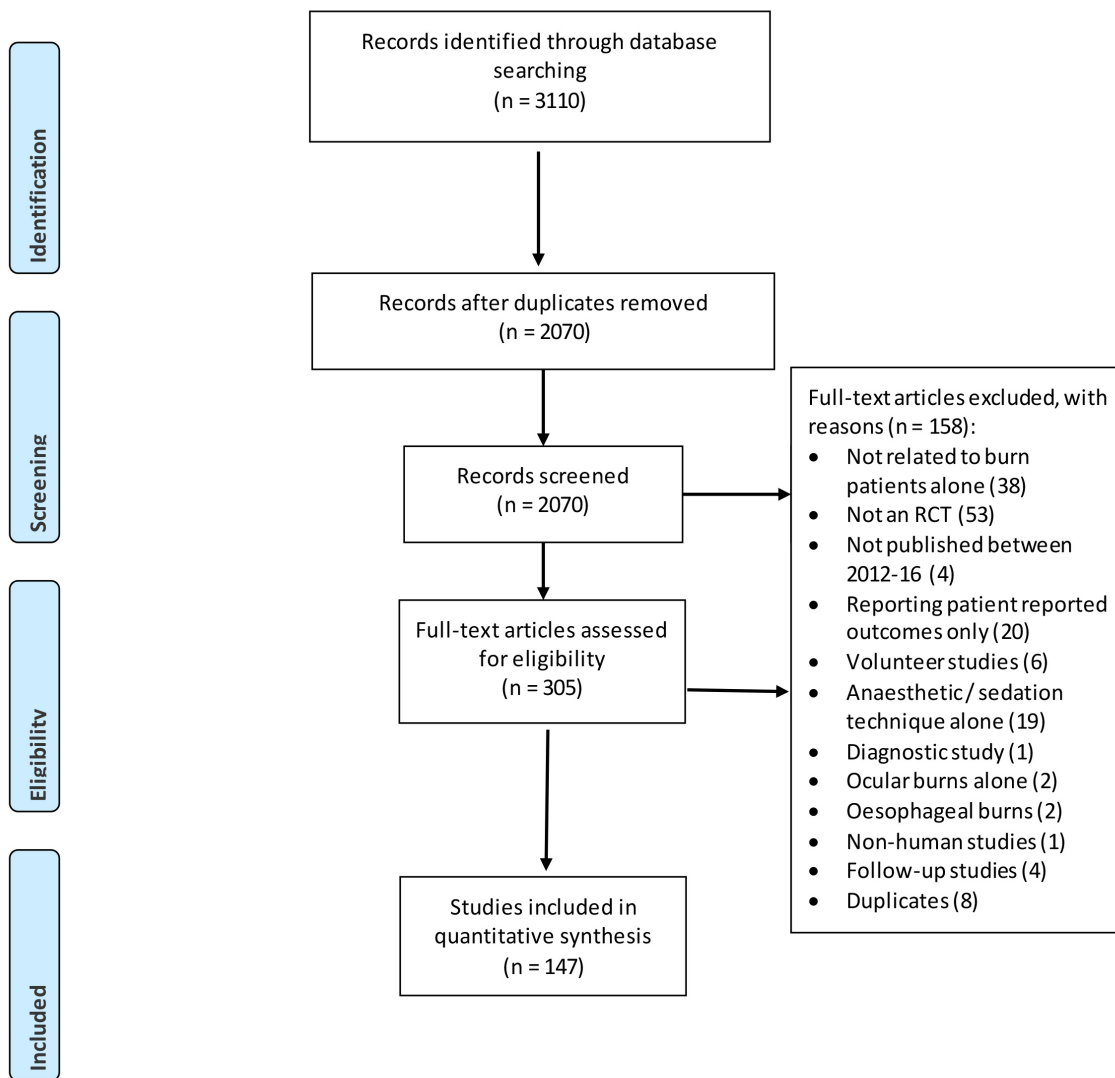 Identification
Records identified through database
searching
(n = 3110)
Records after duplicates removed
(n = 2070)
Screening
Records screened
(n = 2070)
Full-text articles excluded, with
reasons (n = 158):
• Not related to burn
patients alone (38)
• Not an RCT (53)
• Not published between
2012-16 (4)
• Reporting patient reported
outcomes only (20)
• Volunteer studies (6)
• Anaesthetic / sedation
technique alone (19)
• Diagnostic study (1)
• Ocular burns alone (2)
• Oesophageal burns (2)
• Non-human studies (1)
• Follow-up studies (4)
• Duplicates (8)
Eligibility
Full-text articles assessed
for eligibility
(n = 305)
Included
Studies included in
quantitative synthesis
(n = 147)